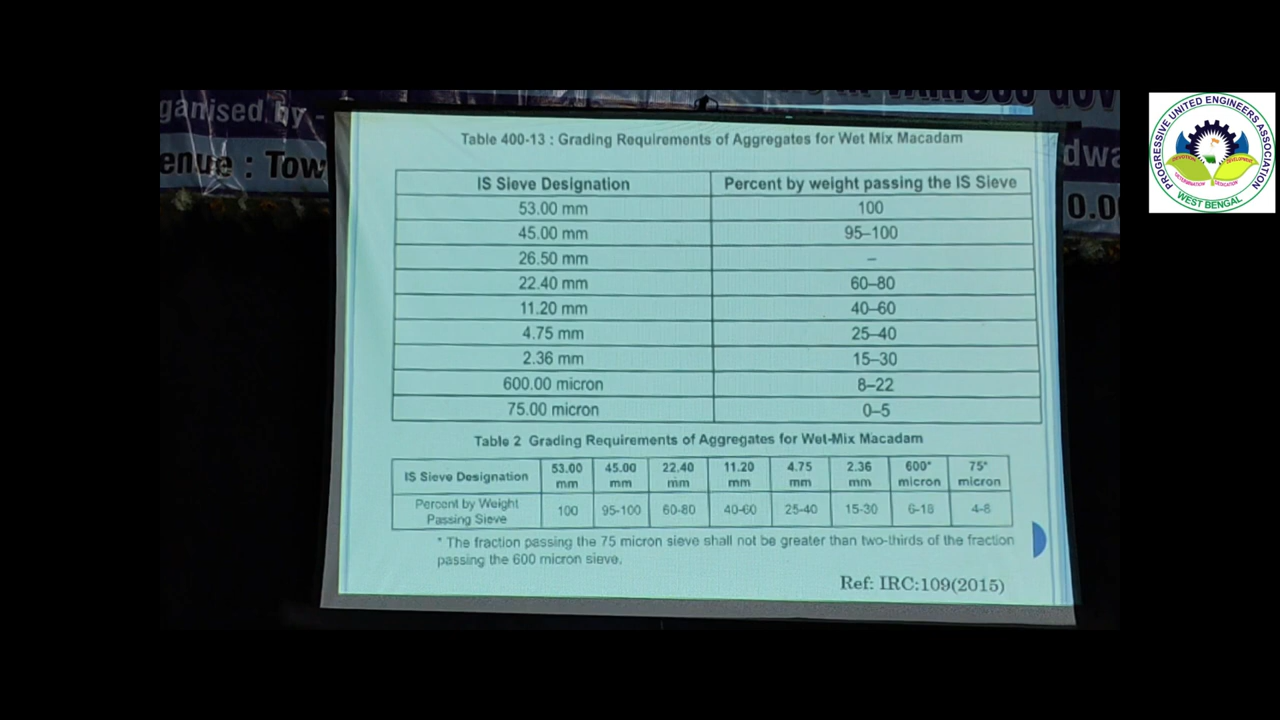 ganised by -
enue : Tow
dwa
0.0
PROGRESSIVE UNITED ENGINEERS ASSOCIATION
WEST BENGAL
Table 400-13 : Grading Requirements of Aggregates for Wet Mix Macadam
IS Sieve Designation Percent by weight passing the IS Sieve
53.00 mm 100
45.00 mm 95–100
26.50 mm –
22.40 mm 60–80
11.20 mm 40–60
4.75 mm 25–40
2.36 mm 15–30
600.00 micron 8–22
75.00 micron 0–5
Table 2 Grading Requirements of Aggregates for Wet-Mix Macadam
IS Sieve Designation 53.00 mm 45.00 mm 22.40 mm 11.20 mm 4.75 mm 2.36 mm 600* micron 75* micron
Percent by Weight Passing Sieve 100 95-100 60-80 40-60 25-40 15-30 6-18 4-8
* The fraction passing the 75 micron sieve shall not be greater than two-thirds of the fraction
passing the 600 micron sieve.
Ref: IRC:109(2015)